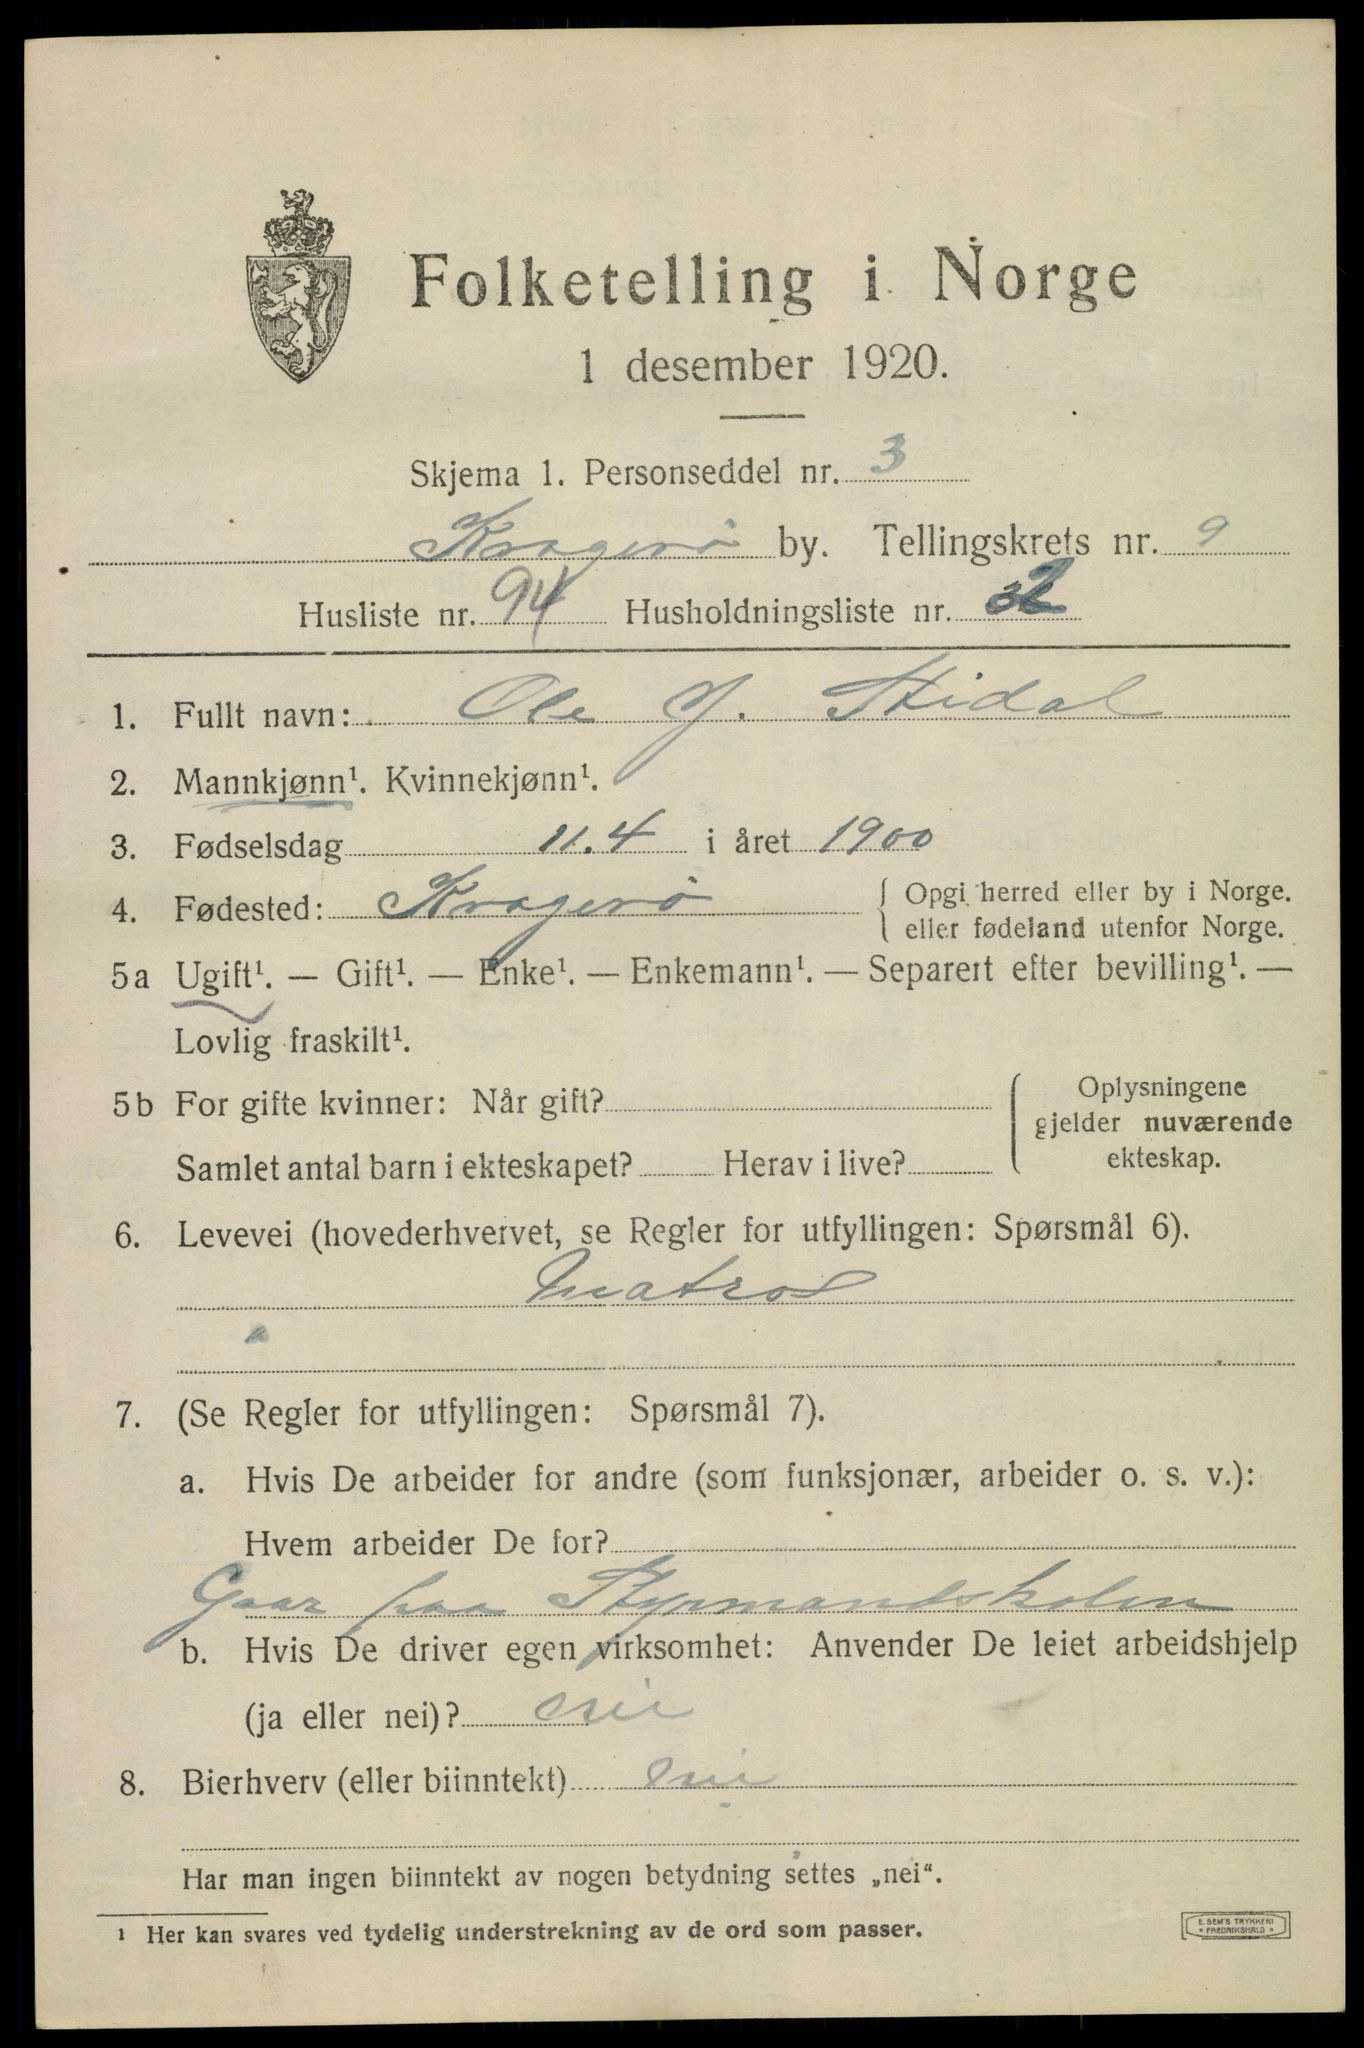 Folketelling i Norge
1 desember 1920.
Skjema 1. Personseddel nr. 3
Kragerö by. Tellingskrets nr. 9
Husliste nr. 94 Husholdningsliste nr. 2
1. Fullt navn: Ole J. Stidal
2. Mannkjønn¹. Kvinnekjønn¹.
3. Fødselsdag 11.4 i året 1900
4. Fødested: Kragerö { Opgi herred eller by i Norge.
eller fødeland utenfor Norge.
5a Ugift¹. — Gift¹. — Enke¹. — Enkemann¹. — Separert efter bevilling¹. —
Lovlig fraskilt¹.
5b For gifte kvinner: Når gift?
Samlet antal barn i ekteskapet? Herav i live?
Oplysningene
gjelder nuværende
ekteskap.
6. Levevei (hovederhvervet, se Regler for utfyllingen: Spørsmål 6).
Matros
7. (Se Regler for utfyllingen: Spørsmål 7).
a. Hvis De arbeider for andre (som funksjonær, arbeider o. s. v.):
Hvem arbeider De for?
Gaar paa Styrmandskolen
b. Hvis De driver egen virksomhet: Anvender De leiet arbeidshjelp
(ja eller nei)? nei
8. Bierhverv (eller biinntekt) nei
Har man ingen biinntekt av nogen betydning settes „nei“.
¹ Her kan svares ved tydelig understrekning av de ord som passer.
E. SEM'S TRYKKERI
* FREDRIKSHALD *